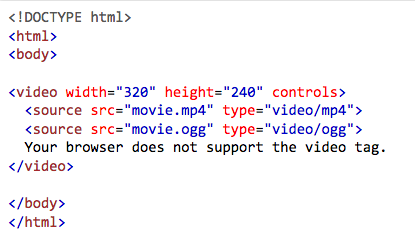 <!DOCTYPE html>
<html>
<body>

<video width="320" height="240" controls>
  <source src="movie.mp4" type="video/mp4">
  <source src="movie.ogg" type="video/ogg">
  Your browser does not support the video tag.
</video>

</body>
</html>